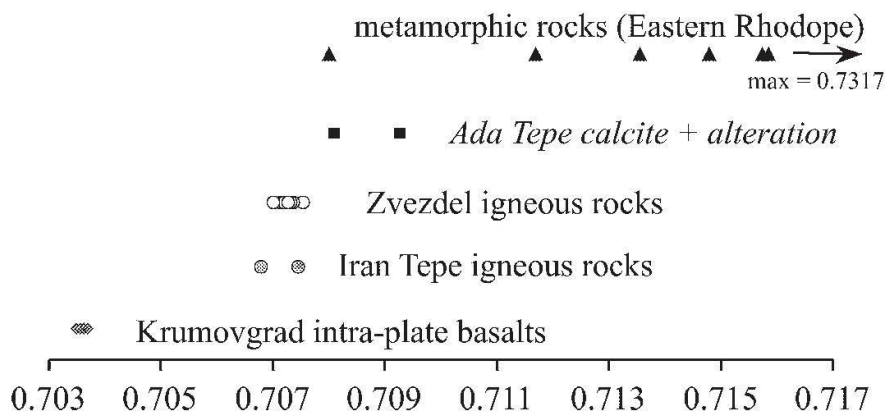 metamorphic rocks (Eastern Rhodope)
max = 0.7317
Ada Tepe calcite + alteration
Zvezdel igneous rocks
Iran Tepe igneous rocks
Krumovgrad intra-plate basalts
0.703 0.705 0.707 0.709 0.711 0.713 0.715 0.717